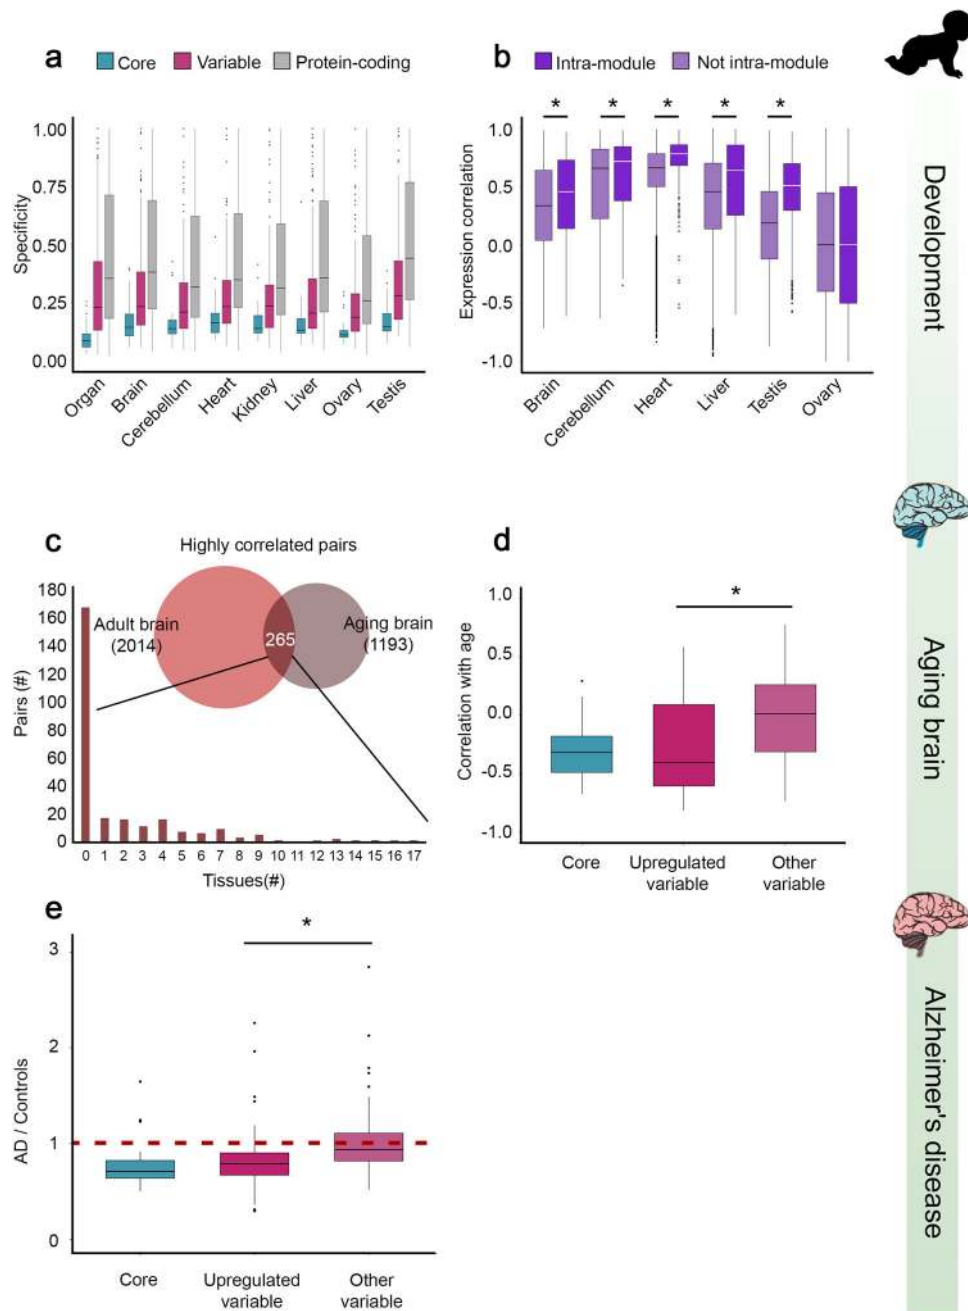 a
Core
Variable
Protein-coding
Specificity
1.00
0.75
0.50
0.25
0.00
Organ
Brain
Cerebellum
Heart
Kidney
Liver
Ovary
Testis
b
Intra-module
Not intra-module
* * * * *
Expression correlation
1.0
0.5
0.0
-0.5
-1.0
Brain
Cerebellum
Heart
Liver
Testis
Ovary
Development
c
Highly correlated pairs
Pairs (#)
180
160
140
120
100
80
60
40
20
0
Adult brain
(2014)
265
Aging brain
(1193)
0 1 2 3 4 5 6 7 8 9 10 11 12 13 14 15 16 17
Tissues(#)
d
*
Correlation with age
1.0
0.5
0.0
-0.5
-1.0
Core
Upregulated
variable
Other
variable
Aging brain
e
*
AD / Controls
3
2
1
0
Core
Upregulated
variable
Other
variable
Alzheimer's disease